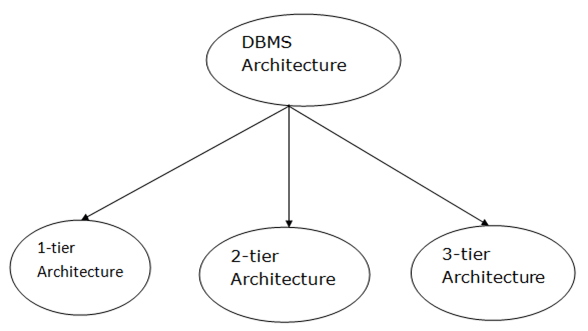 DBMS
Architecture
1-tier
Architecture
2-tier
Architecture
3-tier
Architecture